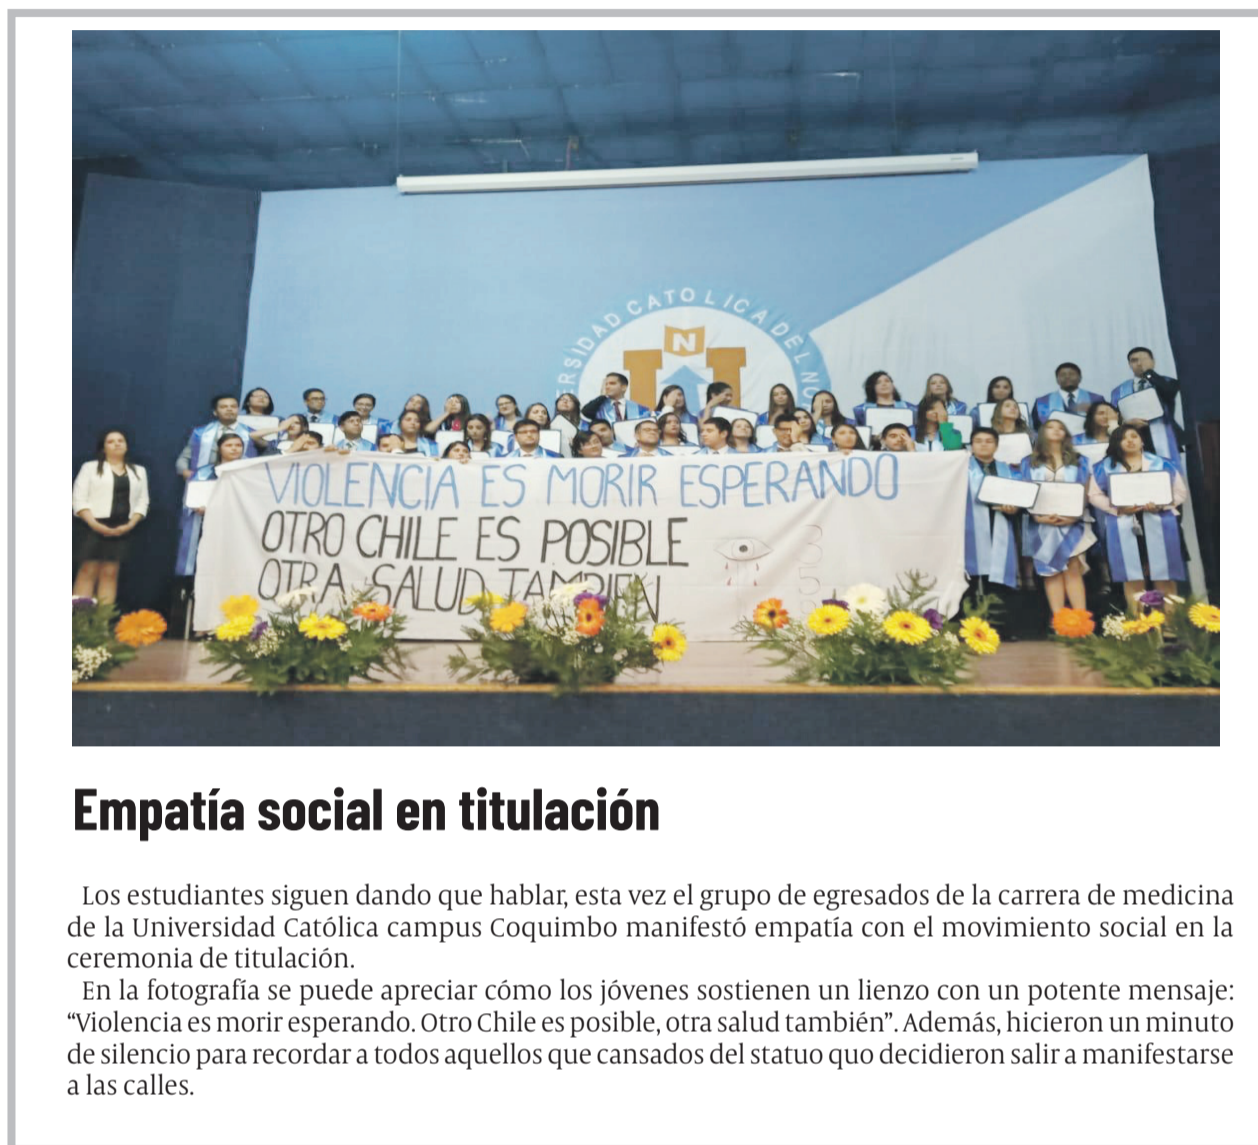 ERSIDAD CATOLICA DEL NO
N
VIOLENCIA ES MORIR ESPERANDO
OTRO CHILE ES POSIBLE
OTRA SALUD TAMBIEN
Empatía social en titulación
Los estudiantes siguen dando que hablar, esta vez el grupo de egresados de la carrera de medicina
de la Universidad Católica campus Coquimbo manifestó empatía con el movimiento social en la
ceremonia de titulación.
En la fotografía se puede apreciar cómo los jóvenes sostienen un lienzo con un potente mensaje:
“Violencia es morir esperando. Otro Chile es posible, otra salud también”. Además, hicieron un minuto
de silencio para recordar a todos aquellos que cansados del statuo quo decidieron salir a manifestarse
a las calles.